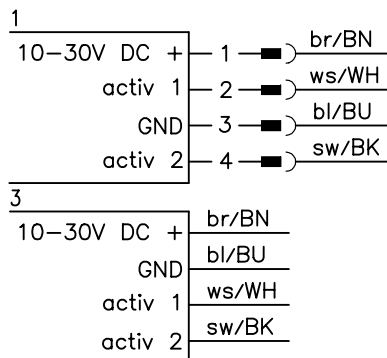 1
10-30V DC + 1 br/BN
activ 1 2 ws/WH
GND 3 bl/BU
activ 2 4 sw/BK
3
10-30V DC + br/BN
GND bl/BU
activ 1 ws/WH
activ 2 sw/BK